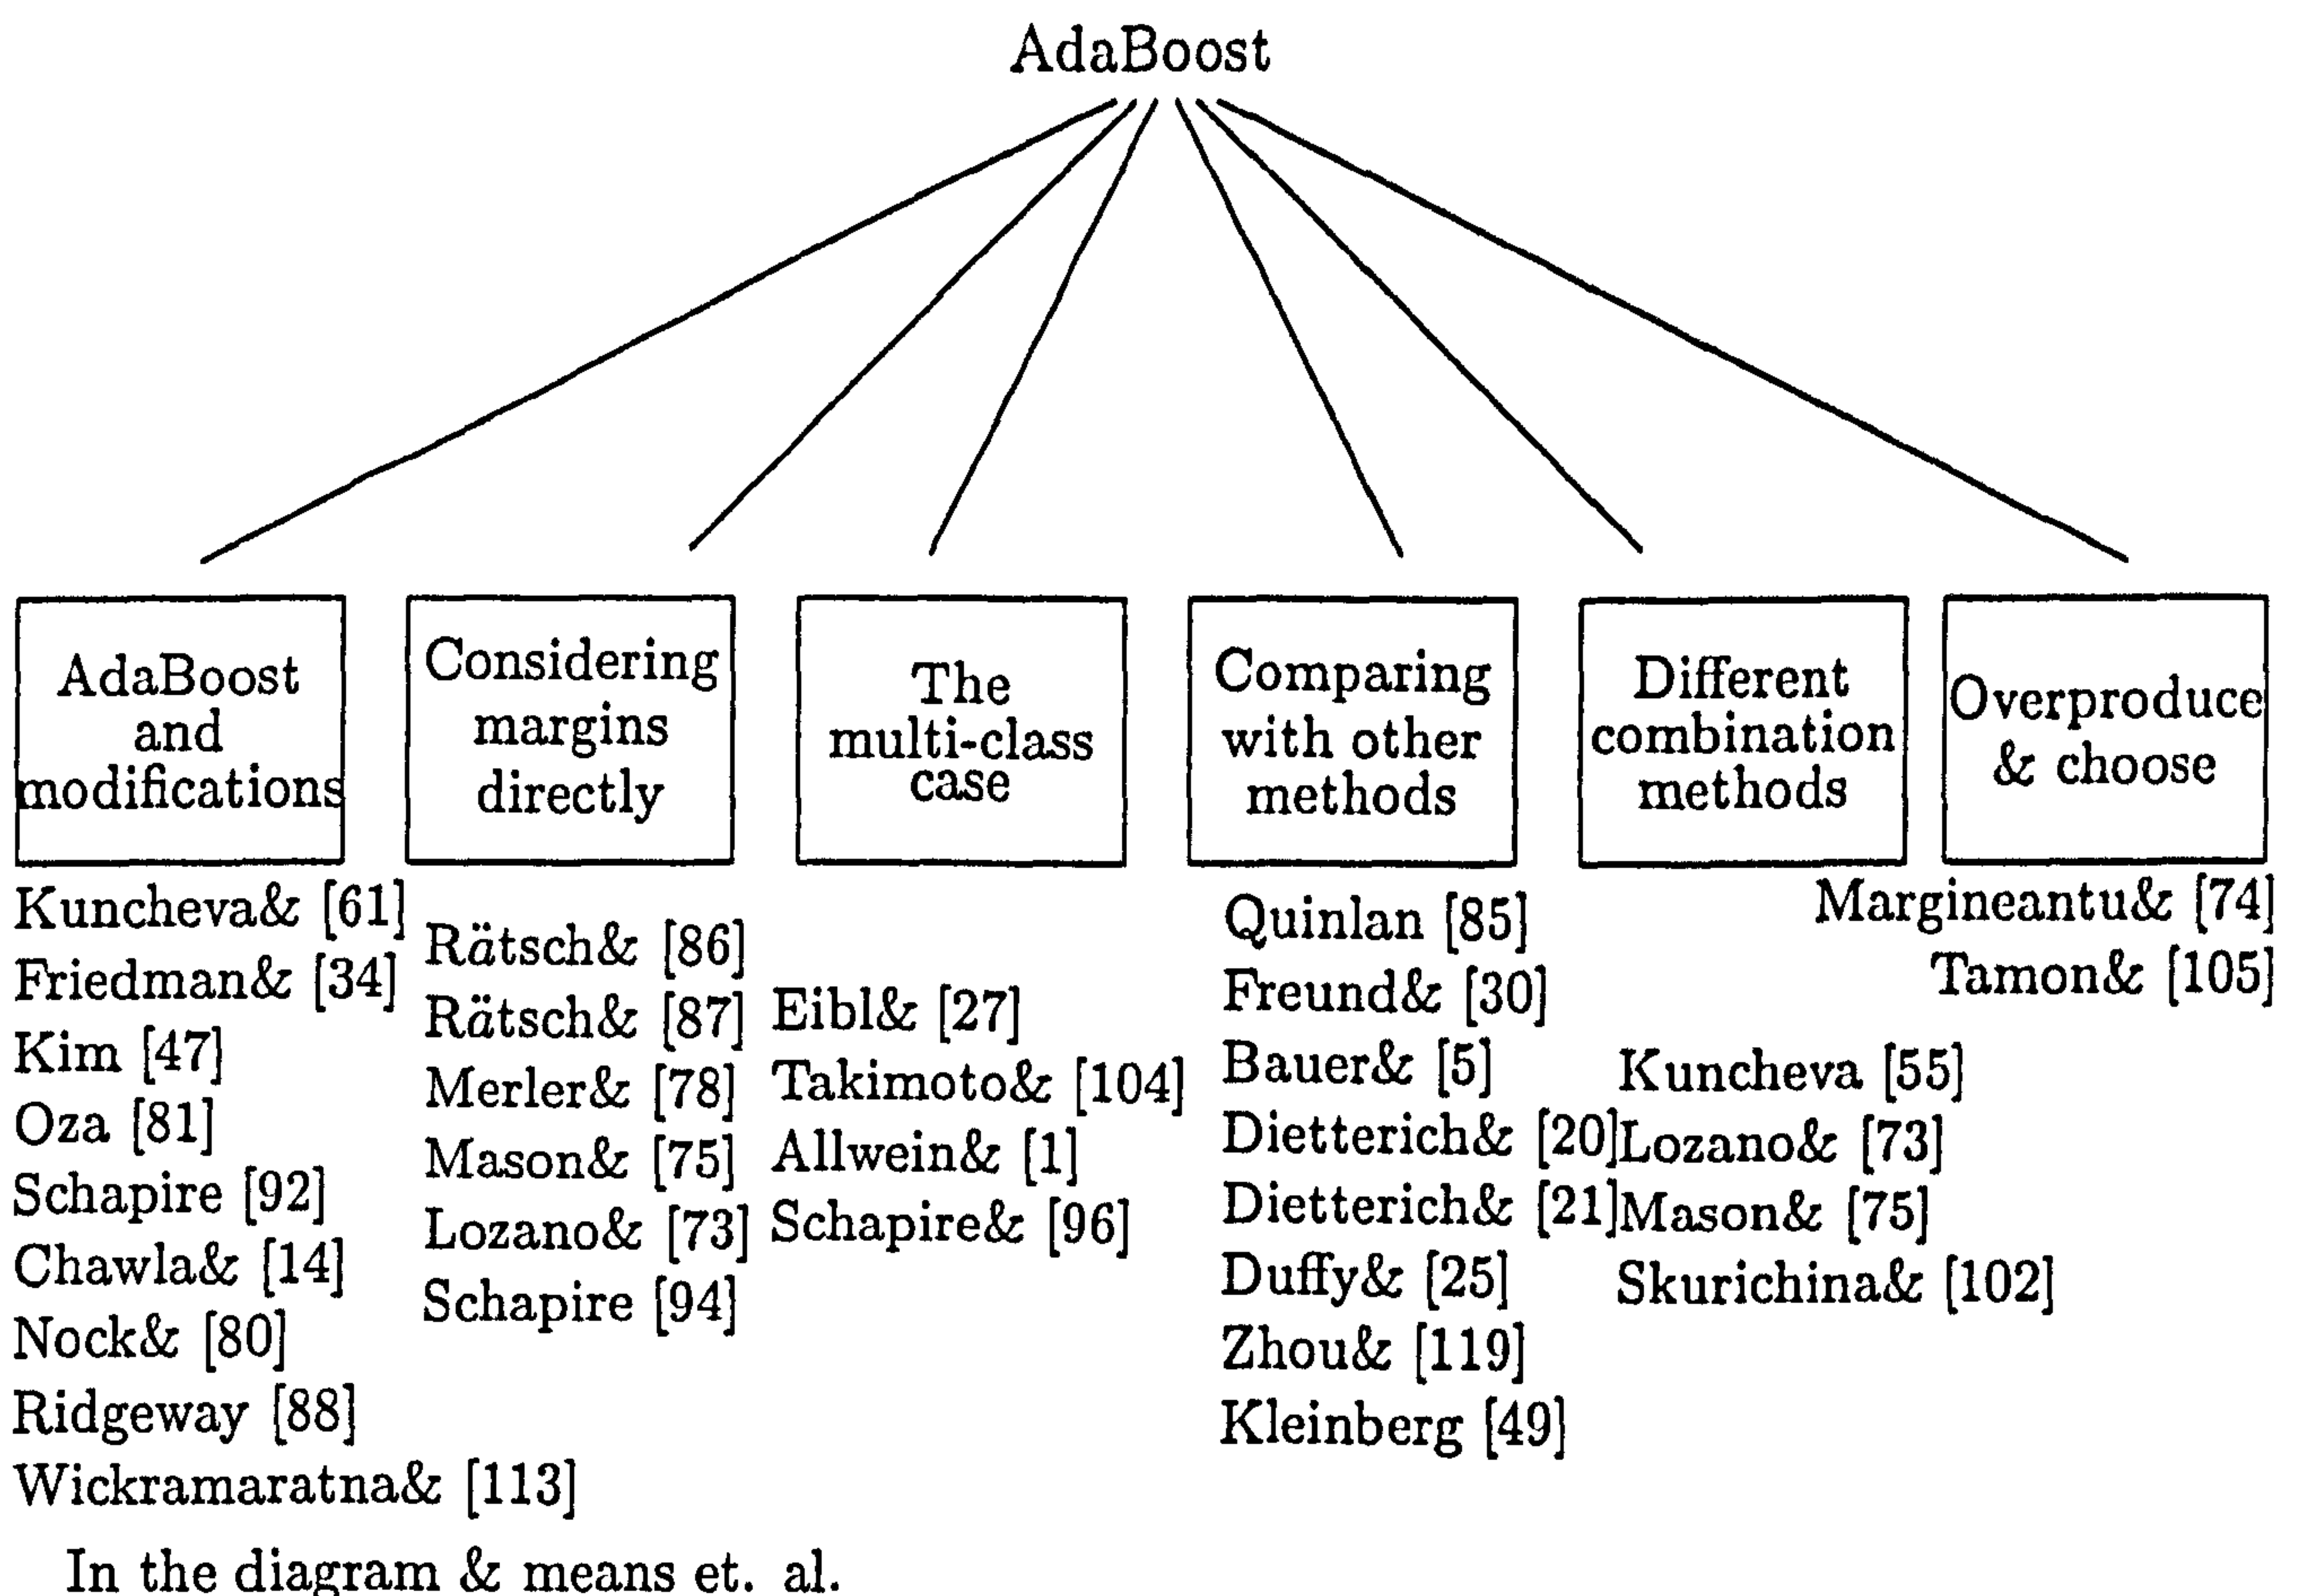 AdaBoost
AdaBoost
and
modifications
Considering
margins
directly
The
multi-class
case
Comparing
with other
methods
Different
combination
methods
Overproduce
& choose
Kuncheva& [61]
Friedman& [34]
Kim [47]
Oza [81]
Schapire [92]
Chawla& [14]
Nock& [80]
Ridgeway [88]
Wickramaratna& [113]
Rätsch& [86]
Rätsch& [87]
Merler& [78]
Mason& [75]
Lozano& [73]
Schapire [94]
Eibl& [27]
Takimoto& [104]
Allwein& [1]
Schapire& [96]
Quinlan [85]
Freund& [30]
Bauer& [5]
Dietterich& [20]
Dietterich& [21]
Duffy& [25]
Zhou& [119]
Kleinberg [49]
Kuncheva [55]
Lozano& [73]
Mason& [75]
Skurichina& [102]
Margineantu& [74]
Tamon& [105]
In the diagram & means et. al.